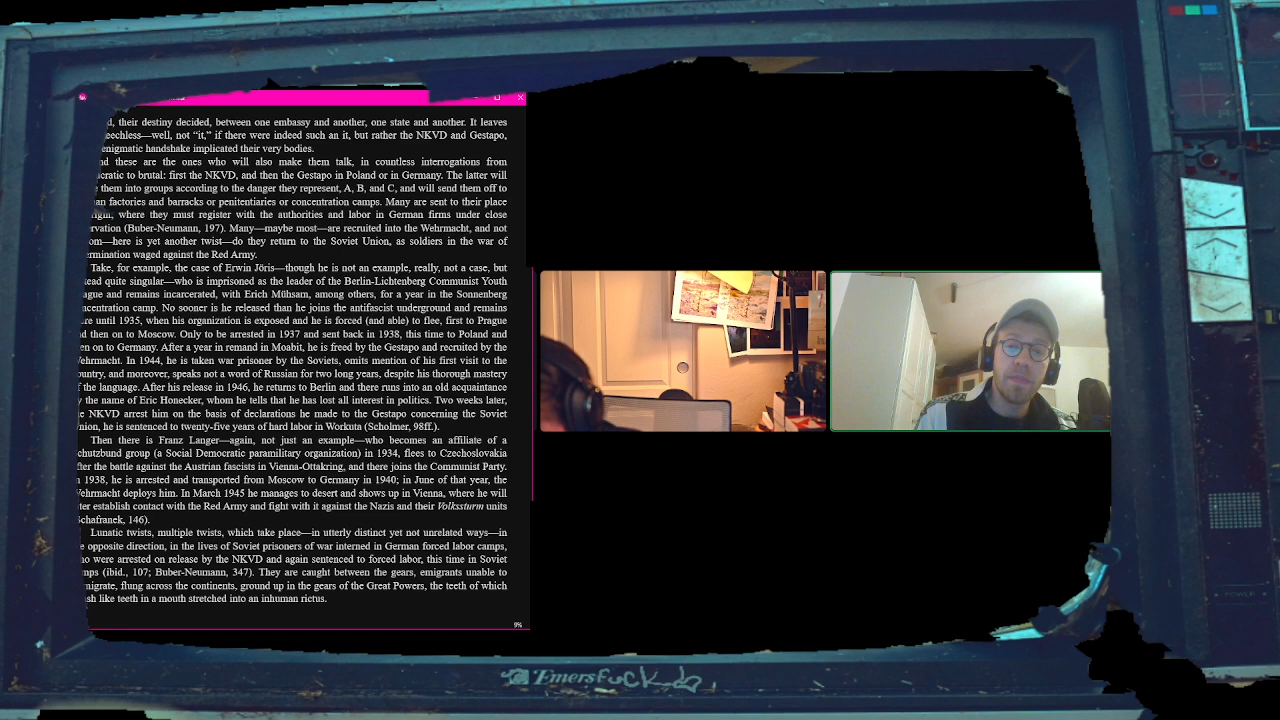 their destiny decided, between one embassy and another, one state and another. It leaves
eechless—well, not “it,” if there were indeed such an it, but rather the NKVD and Gestapo,
enigmatic handshake implicated their very bodies.
nd these are the ones who will also make them talk, in countless interrogations from
cratic to brutal: first the NKVD, and then the Gestapo in Poland or in Germany. The latter will
them into groups according to the danger they represent, A, B, and C, and will send them off to
an factories and barracks or penitentiaries or concentration camps. Many are sent to their place
where they must register with the authorities and labor in German firms under close
ervation (Buber-Neumann, 197). Many—maybe most—are recruited into the Wehrmacht, and not
om—here is yet another twist—do they return to the Soviet Union, as soldiers in the war of
ermination waged against the Red Army.
Take, for example, the case of Erwin Jöris—though he is not an example, really, not a case, but
ead quite singular—who is imprisoned as the leader of the Berlin-Lichtenberg Communist Youth
ague and remains incarcerated, with Erich Mühsam, among others, for a year in the Sonnenberg
ncentration camp. No sooner is he released than he joins the antifascist underground and remains
re until 1935, when his organization is exposed and he is forced (and able) to flee, first to Prague
d then on to Moscow. Only to be arrested in 1937 and sent back in 1938, this time to Poland and
en on to Germany. After a year in remand in Moabit, he is freed by the Gestapo and recruited by the
Wehrmacht. In 1944, he is taken war prisoner by the Soviets, omits mention of his first visit to the
ountry, and moreover, speaks not a word of Russian for two long years, despite his thorough mastery
f the language. After his release in 1946, he returns to Berlin and there runs into an old acquaintance
y the name of Eric Honecker, whom he tells that he has lost all interest in politics. Two weeks later,
e NKVD arrest him on the basis of declarations he made to the Gestapo concerning the Soviet
nion, he is sentenced to twenty-five years of hard labor in Workuta (Scholmer, 98ff.).
Then there is Franz Langer—again, not just an example—who becomes an affiliate of a
chutzbund group (a Social Democratic paramilitary organization) in 1934, flees to Czechoslovakia
fter the battle against the Austrian fascists in Vienna-Ottakring, and there joins the Communist Party.
1938, he is arrested and transported from Moscow to Germany in 1940; in June of that year, the
Wehrmacht deploys him. In March 1945 he manages to desert and shows up in Vienna, where he will
ter establish contact with the Red Army and fight with it against the Nazis and their Volkssturm units
Schafranek, 146).
Lunatic twists, multiple twists, which take place—in utterly distinct yet not unrelated ways—in
e opposite direction, in the lives of Soviet prisoners of war interned in German forced labor camps,
ho were arrested on release by the NKVD and again sentenced to forced labor, this time in Soviet
mps (ibid., 107; Buber-Neumann, 347). They are caught between the gears, emigrants unable to
migrate, flung across the continents, ground up in the gears of the Great Powers, the teeth of which
sh like teeth in a mouth stretched into an inhuman rictus.
9%
POWER
Emersfuck